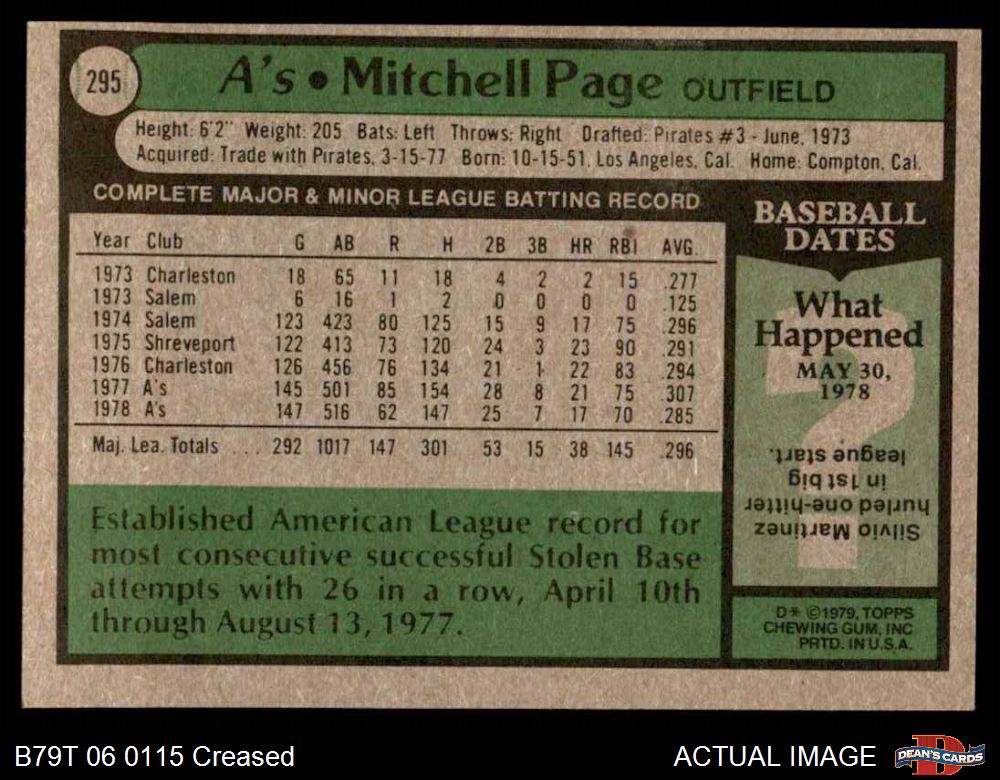 295
A's • Mitchell Page OUTFIELD
Height: 6'2" Weight: 205 Bats: Left Throws: Right Drafted: Pirates #3 - June, 1973
Acquired: Trade with Pirates, 3-15-77 Born: 10-15-51, Los Angeles, Cal. Home: Compton, Cal.
COMPLETE MAJOR & MINOR LEAGUE BATTING RECORD
Year Club G AB R H 2B 3B HR RBI AVG.
1973 Charleston 18 65 11 18 4 2 2 15 .277
1973 Salem 6 16 1 2 0 0 0 0 .125
1974 Salem 123 423 80 125 15 9 17 75 .296
1975 Shreveport 122 413 73 120 24 3 23 90 .291
1976 Charleston 126 456 76 134 21 1 22 83 .294
1977 A's 145 501 85 154 28 8 21 75 .307
1978 A's 147 516 62 147 25 7 17 70 .285
Maj. Lea. Totals ... 292 1017 147 301 53 15 38 145 .296
Established American League record for
most consecutive successful Stolen Base
attempts with 26 in a row, April 10th
through August 13, 1977.
BASEBALL
DATES
What
Happened
MAY 30,
1978
?
Silvio Martinez
hurled one-hitter
in 1st big
league start.
D* ©1979, TOPPS
CHEWING GUM, INC
PRTD. IN U.S.A.
B79T 06 0115 Creased
ACTUAL IMAGE
DEAN'S CARDS